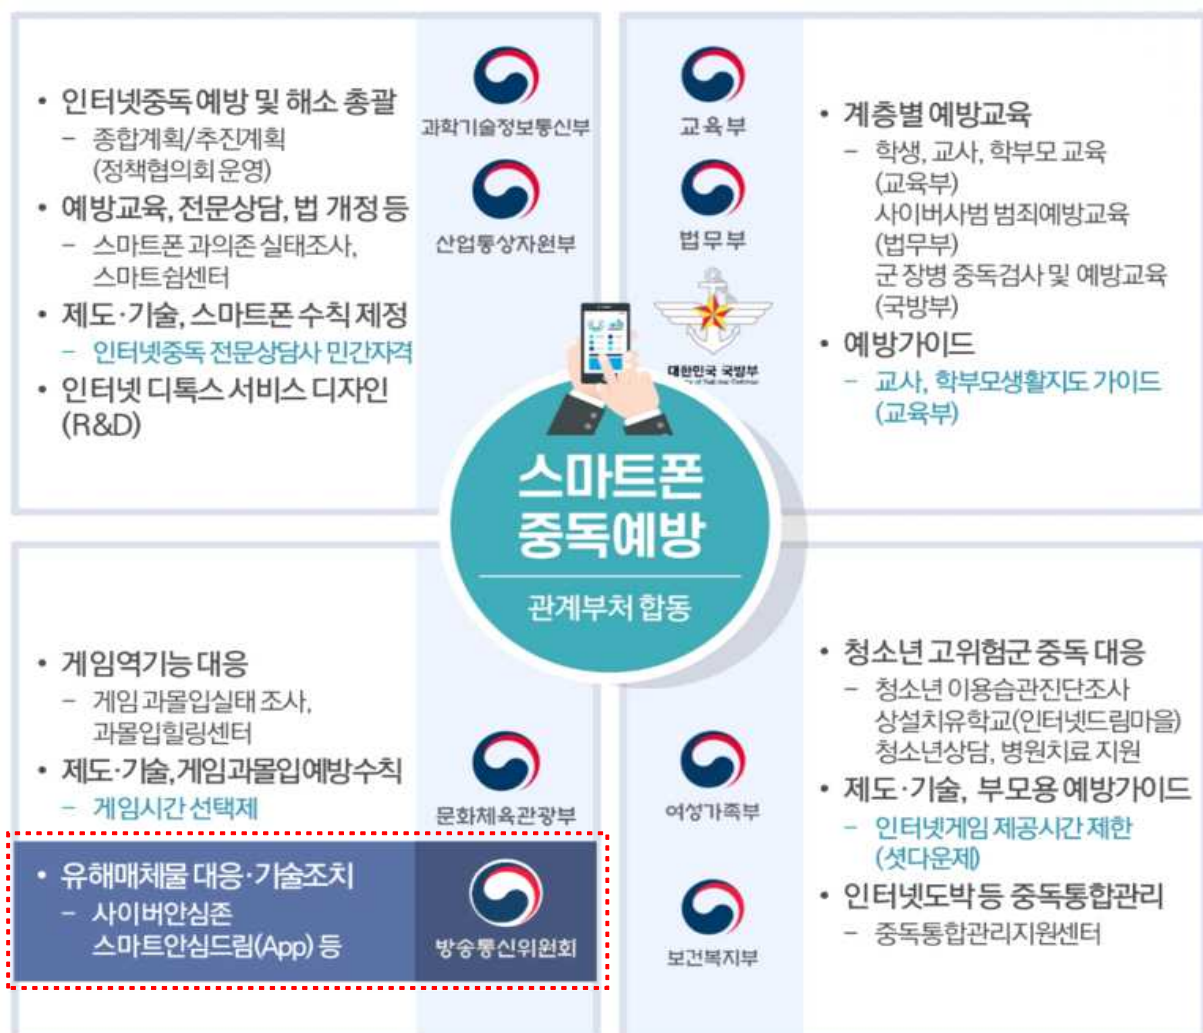 • 인터넷중독 예방 및 해소 총괄
– 종합계획/추진계획
(정책협의회 운영)
• 예방교육, 전문상담, 법 개정 등
– 스마트폰 과의존 실태조사,
스마트쉼센터
• 제도·기술, 스마트폰 수칙 제정
– 인터넷중독 전문상담사 민간자격
• 인터넷 디톡스 서비스 디자인
(R&D)
과학기술정보통신부
산업통상자원부
교육부
법무부
대한민국 국방부
• 계층별 예방교육
– 학생, 교사, 학부모 교육
(교육부)
사이버사범 범죄예방교육
(법무부)
군 장병 중독검사 및 예방교육
(국방부)
• 예방가이드
– 교사, 학부모생활지도 가이드
(교육부)
스마트폰
중독예방
관계부처 합동
• 게임역기능 대응
– 게임 과몰입실태 조사,
과몰입힐링센터
• 제도·기술,게임과몰입예방수칙
– 게임시간 선택제
문화체육관광부
• 유해매체물 대응·기술조치
– 사이버안심존
스마트안심드림(App) 등
방송통신위원회
여성가족부
보건복지부
• 청소년 고위험군 중독 대응
– 청소년 이용습관진단조사
상설치유학교(인터넷드림마을)
청소년상담, 병원치료 지원
• 제도·기술, 부모용 예방가이드
– 인터넷게임 제공시간 제한
(셧다운제)
• 인터넷도박 등 중독통합관리
– 중독통합관리지원센터